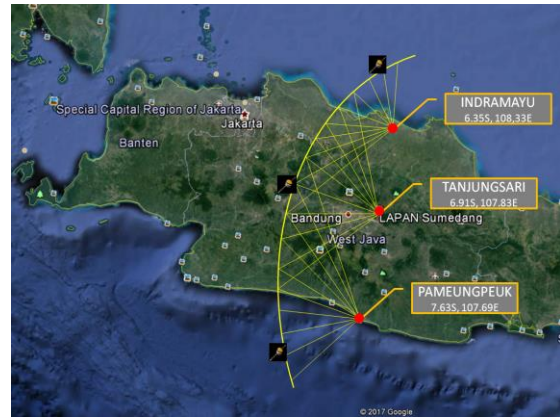 INDRAMAYU
6.35S, 108,33E
Special Capital Region of Jakarta
Jakarta
Banten
TANJUNGSARI
6.91S, 107.83E
Bandung
LAPAN Sumedang
West Java
PAMEUNGPEUK
7.63S, 107.69E
© 2017 Google